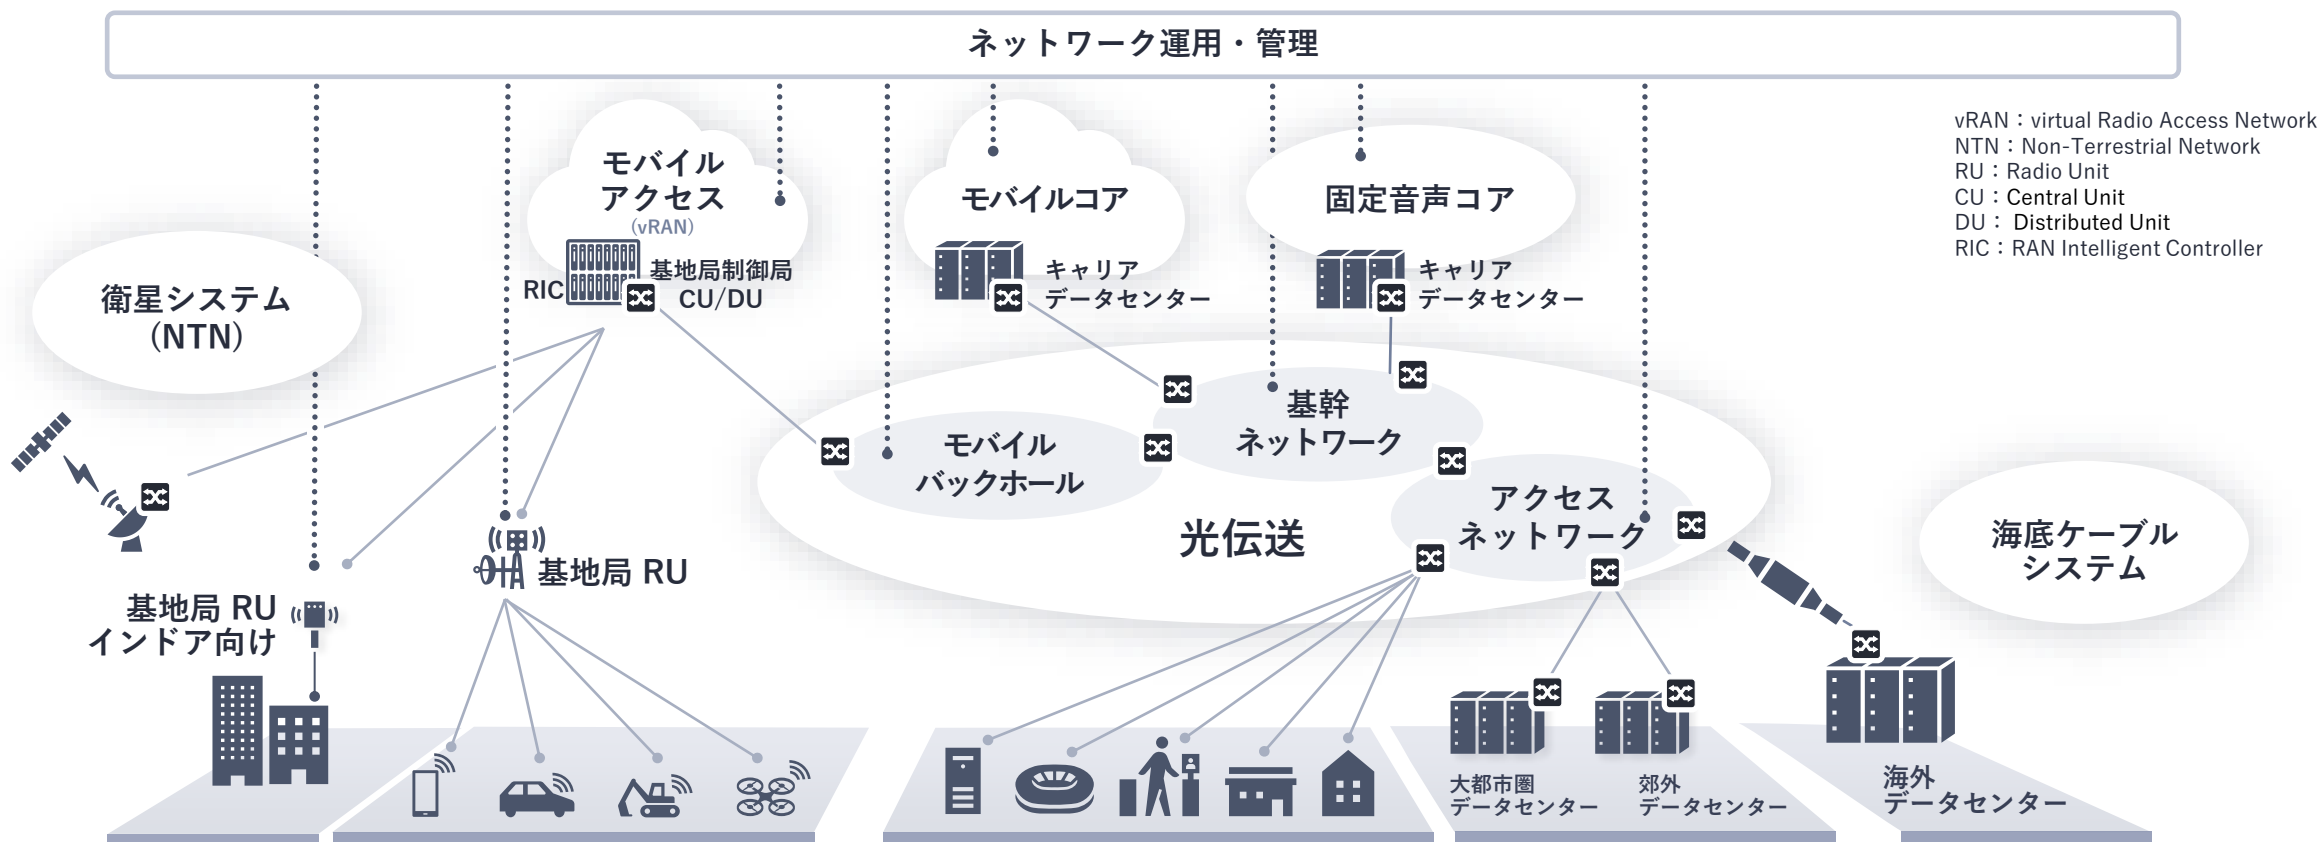 ネットワーク運用・管理
vRAN：virtual Radio Access Network
NTN：Non-Terrestrial Network
RU：Radio Unit
CU：Central Unit
DU： Distributed Unit
RIC：RAN Intelligent Controller
モバイル
アクセス
(vRAN)
RIC
基地局制御局
CU/DU
モバイルコア
キャリア
データセンター
固定音声コア
キャリア
データセンター
衛星システム
(NTN)
基幹
ネットワーク
モバイル
バックホール
アクセス
ネットワーク
光伝送
海底ケーブル
システム
基地局 RU
基地局 RU
インドア向け
大都市圏
データセンター
郊外
データセンター
海外
データセンター